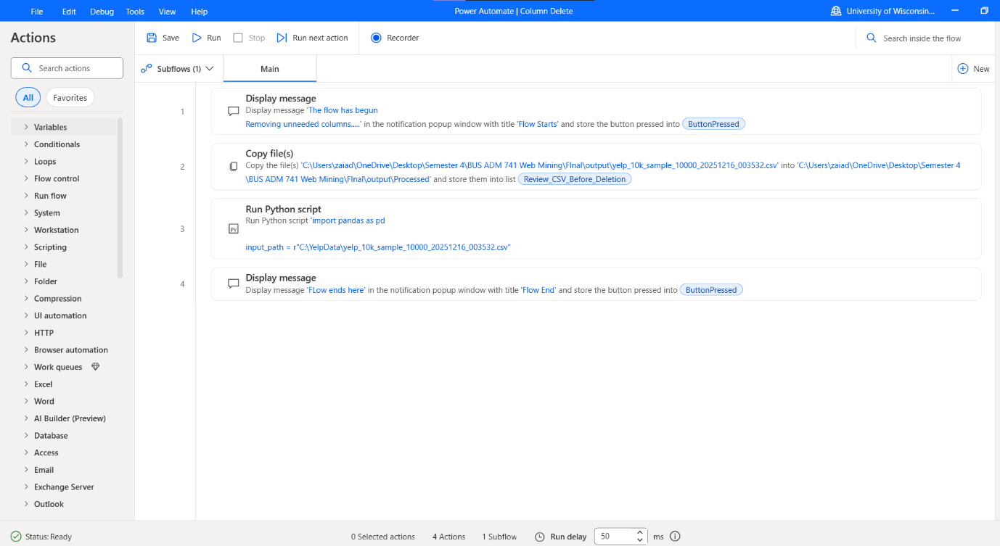 File Edit Debug Tools View Help
Power Automate | Column Delete
University of Wisconsin...
Actions
Search actions
All Favorites
Variables
Conditionals
Loops
Flow control
Run flow
System
Workstation
Scripting
File
Folder
Compression
UI automation
HTTP
Browser automation
Work queues
Excel
Word
AI Builder (Preview)
Database
Access
Email
Exchange Server
Outlook
Save Run Stop Run next action Recorder
Search inside the flow
Subflows (1) Main
New
1
Display message
Display message 'The flow has begun
Removing unneeded columns.....' in the notification popup window with title 'Flow Starts' and store the button pressed into ButtonPressed
2
Copy file(s)
Copy the file(s) 'C:\Users\zaiad\OneDrive\Desktop\Semester 4\BUS ADM 741 Web Mining\FInal\output\yelp_10k_sample_10000_20251216_003532.csv' into 'C:\Users\zaiad\OneDrive\Desktop\Semester 4
\BUS ADM 741 Web Mining\FInal\output\Processed' and store them into list Review_CSV_Before_Deletion
3
PY
Run Python script
Run Python script 'import pandas as pd
input_path = r"C:\YelpData\yelp_10k_sample_10000_20251216_003532.csv"
4
Display message
Display message 'FLow ends here' in the notification popup window with title 'Flow End' and store the button pressed into ButtonPressed
Status: Ready
0 Selected actions 4 Actions 1 Subflow Run delay 50 ms